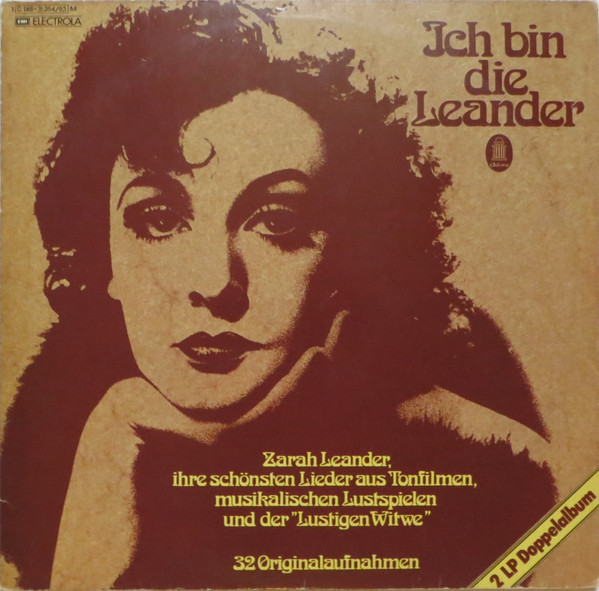 EMI ELECTROLA
Ich bin
die
Leander
Odeon
Zarah Leander,
ihre schönsten Lieder aus Tonfilmen,
musikalischen Lustspielen
und der "Lustigen Witwe"
32 Originalaufnahmen
2 LP Doppelalbum